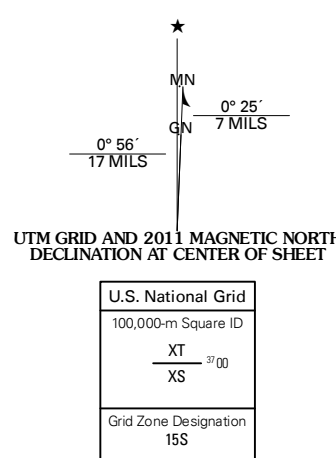 ★
MN
0° 25´
7 MILS
GN
0° 56´
17 MILS
UTM GRID AND 2011 MAGNETIC NORTH
DECLINATION AT CENTER OF SHEET
U.S. National Grid
100,000-m Square ID
XT
3700
XS
Grid Zone Designation
15S